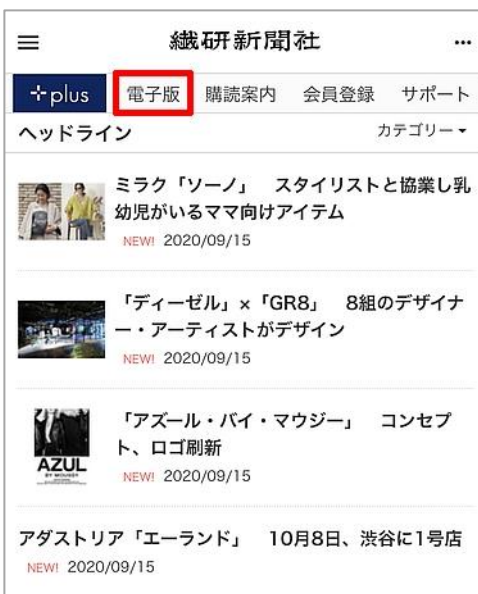 繊研新聞社
plus 電子版 購読案内 会員登録 サポート
ヘッドライン カテゴリー
ミラク「ソーノ」　スタイリストと協業し乳
幼児がいるママ向けアイテム
NEW! 2020/09/15
「ディーゼル」×「GR8」　8組のデザイナ
ー・アーティストがデザイン
NEW! 2020/09/15
「アズール・バイ・マウジー」　コンセプ
ト、ロゴ刷新
NEW! 2020/09/15
AZUL
BY MOUSSY
アダストリア「エーランド」　10月8日、渋谷に1号店
NEW! 2020/09/15